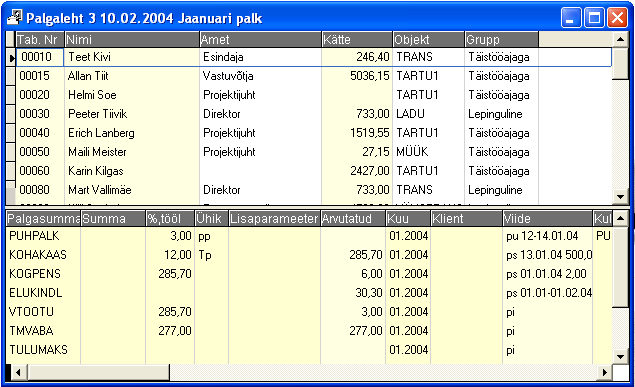 Palgaleht 3 10.02.2004 Jaanuari palk
Tab. Nr Nimi Amet Kätte Objekt Grupp
00010 Teet Kivi Esindaja 246,40 TRANS Täistööajaga
00015 Allan Tiit Vastuvõtja 5036,15 TARTU1 Täistööajaga
00020 Helmi Soe Projektijuht TARTU1 Täistööajaga
00030 Peeter Tiivik Direktor 733,00 LADU Lepinguline
00040 Erich Lanberg Projektijuht 1519,55 TARTU1 Täistööajaga
00050 Maili Meister Projektijuht 27,15 MÜÜK Täistööajaga
00060 Karin Kilgas 2427,00 TARTU1 Täistööajaga
00080 Mart Vallimäe Direktor 733,00 TRANS Lepinguline
Palgasumma Summa %,tööl Ühik Lisaparameeter Arvutatud Kuu Klient Viide Kul
PUHPALK 3,00 pp 01.2004 pu 12-14.01.04 PU
KOHAKAAS 12,00 Tp 285,70 01.2004 ps 13.01.04 500,0
KOGPENS 285,70 6,00 01.2004 ps 01.01.04 2,00
ELUKINDL 30,30 01.2004 ps 01.01-01.02.04
VTOOTU 285,70 3,00 01.2004 pi
TMVABA 277,00 277,00 01.2004 pi
TULUMAKS 01.2004 pi